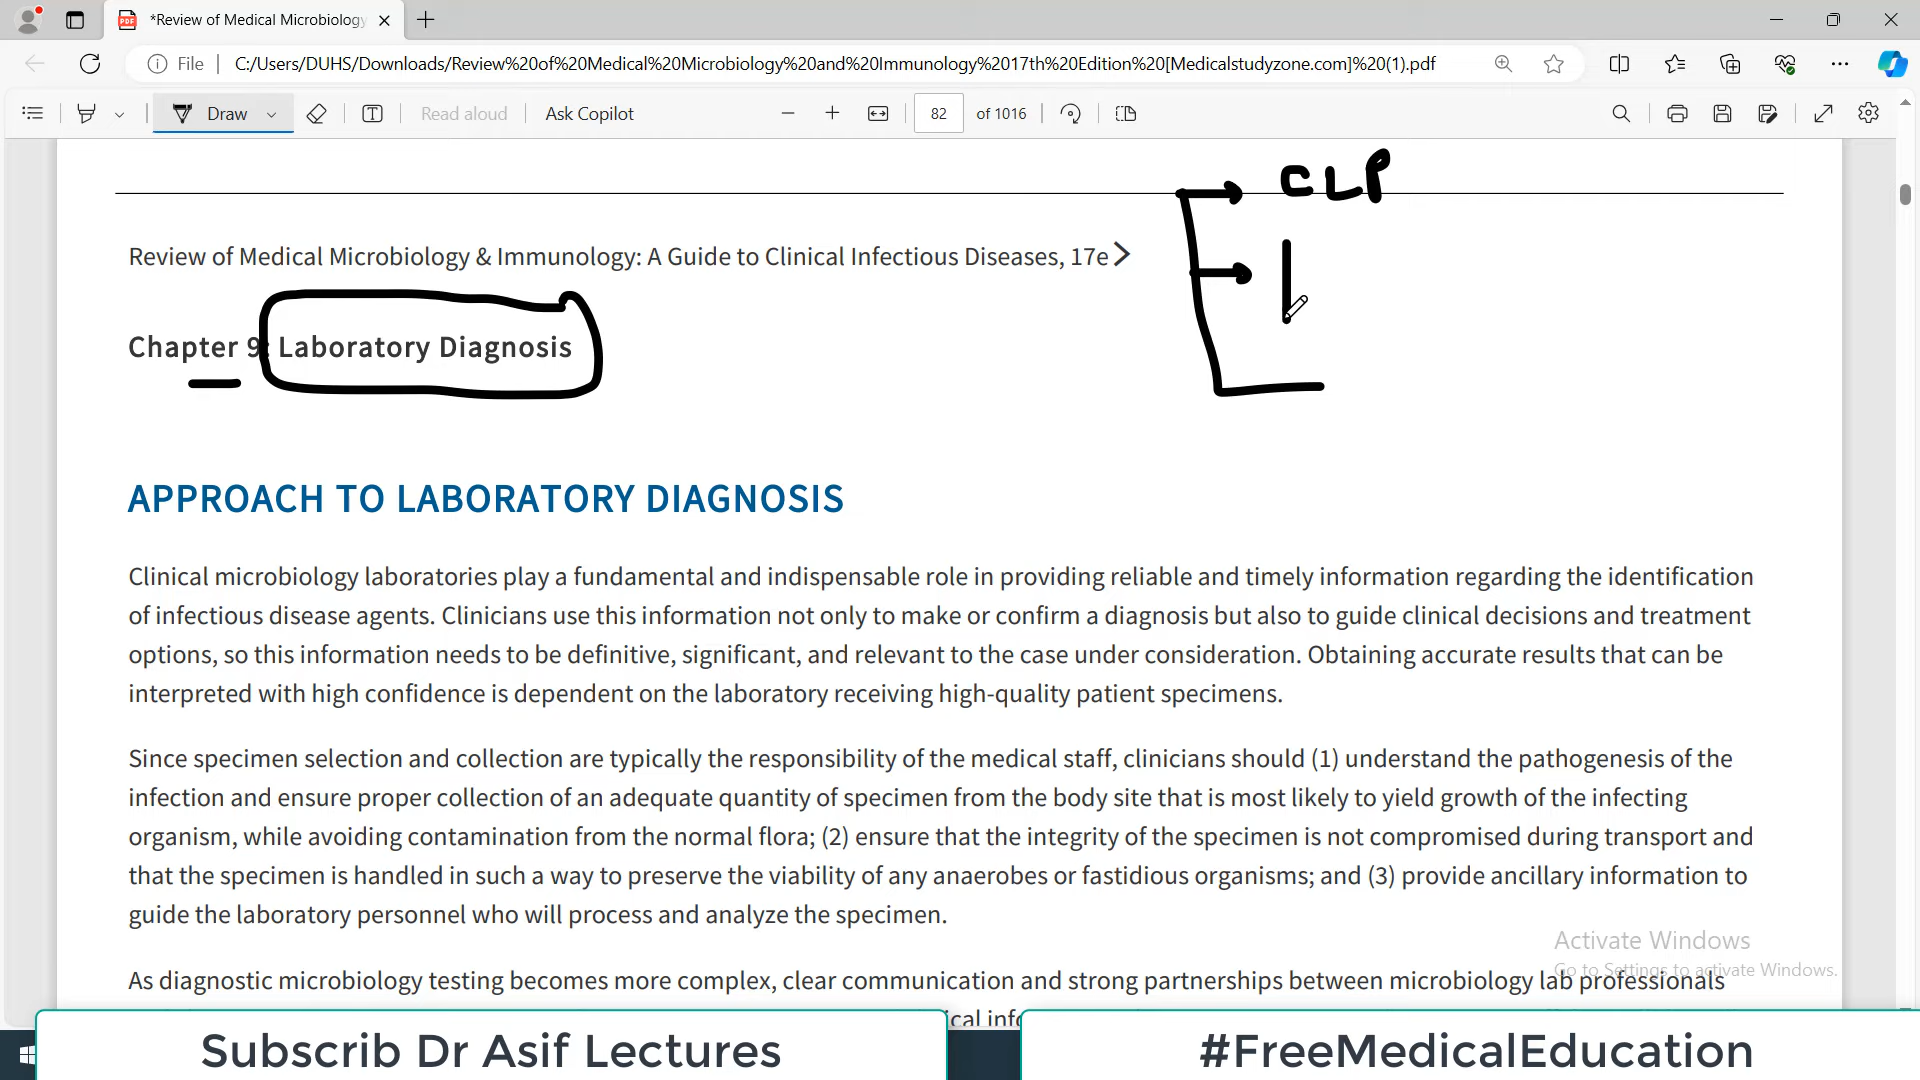 *Review of Medical Microbiology
File
C:/Users/DUHS/Downloads/Review%20of%20Medical%20Microbiology%20and%20Immunology%2017th%20Edition%20[Medicalstudyzone.com]%20(1).pdf
Draw
Read aloud
Ask Copilot
82 of 1016
CLP
Review of Medical Microbiology & Immunology: A Guide to Clinical Infectious Diseases, 17e
Chapter 9: Laboratory Diagnosis
APPROACH TO LABORATORY DIAGNOSIS
Clinical microbiology laboratories play a fundamental and indispensable role in providing reliable and timely information regarding the identification
of infectious disease agents. Clinicians use this information not only to make or confirm a diagnosis but also to guide clinical decisions and treatment
options, so this information needs to be definitive, significant, and relevant to the case under consideration. Obtaining accurate results that can be
interpreted with high confidence is dependent on the laboratory receiving high-quality patient specimens.
Since specimen selection and collection are typically the responsibility of the medical staff, clinicians should (1) understand the pathogenesis of the
infection and ensure proper collection of an adequate quantity of specimen from the body site that is most likely to yield growth of the infecting
organism, while avoiding contamination from the normal flora; (2) ensure that the integrity of the specimen is not compromised during transport and
that the specimen is handled in such a way to preserve the viability of any anaerobes or fastidious organisms; and (3) provide ancillary information to
guide the laboratory personnel who will process and analyze the specimen.
Activate Windows
Go to Settings to activate Windows.
As diagnostic microbiology testing becomes more complex, clear communication and strong partnerships between microbiology lab professionals
Subscrib Dr Asif Lectures
#FreeMedicalEducation